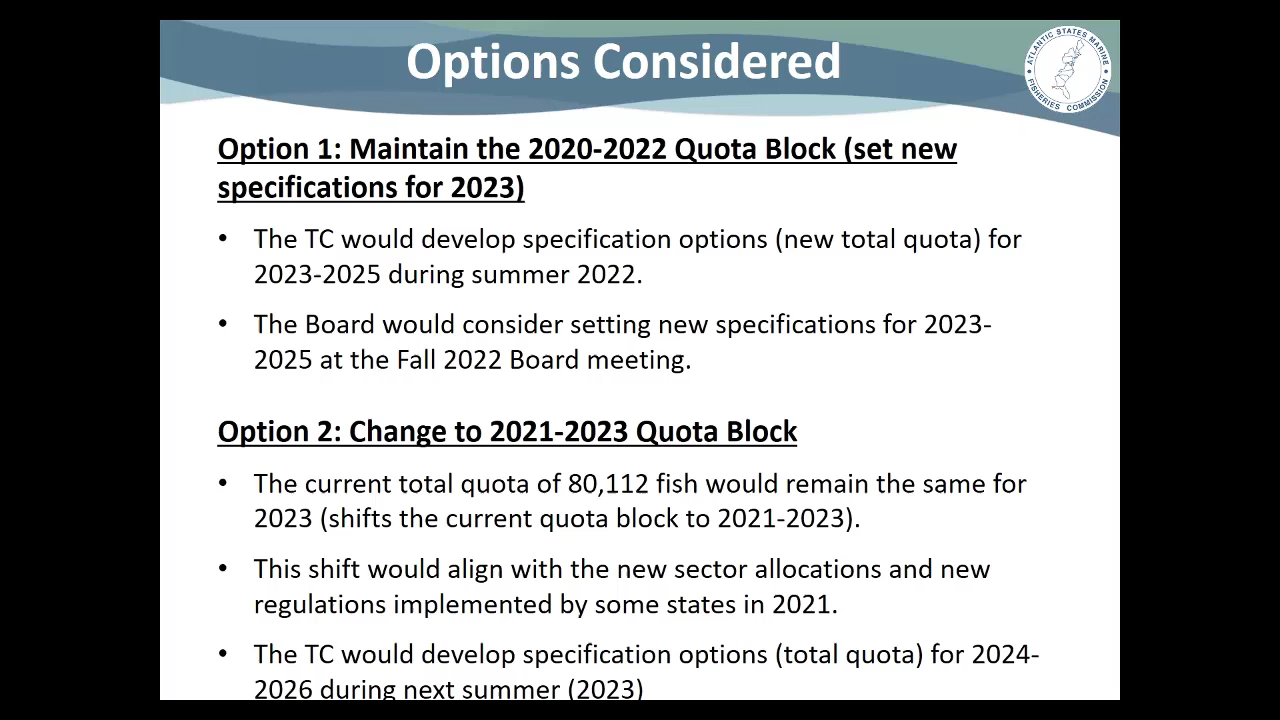 Options Considered
ATLANTIC STATES MARINE
FISHERIES COMMISSION
Option 1: Maintain the 2020-2022 Quota Block (set new
specifications for 2023)
• The TC would develop specification options (new total quota) for
2023-2025 during summer 2022.
• The Board would consider setting new specifications for 2023-
2025 at the Fall 2022 Board meeting.
Option 2: Change to 2021-2023 Quota Block
• The current total quota of 80,112 fish would remain the same for
2023 (shifts the current quota block to 2021-2023).
• This shift would align with the new sector allocations and new
regulations implemented by some states in 2021.
• The TC would develop specification options (total quota) for 2024-
2026 during next summer (2023)